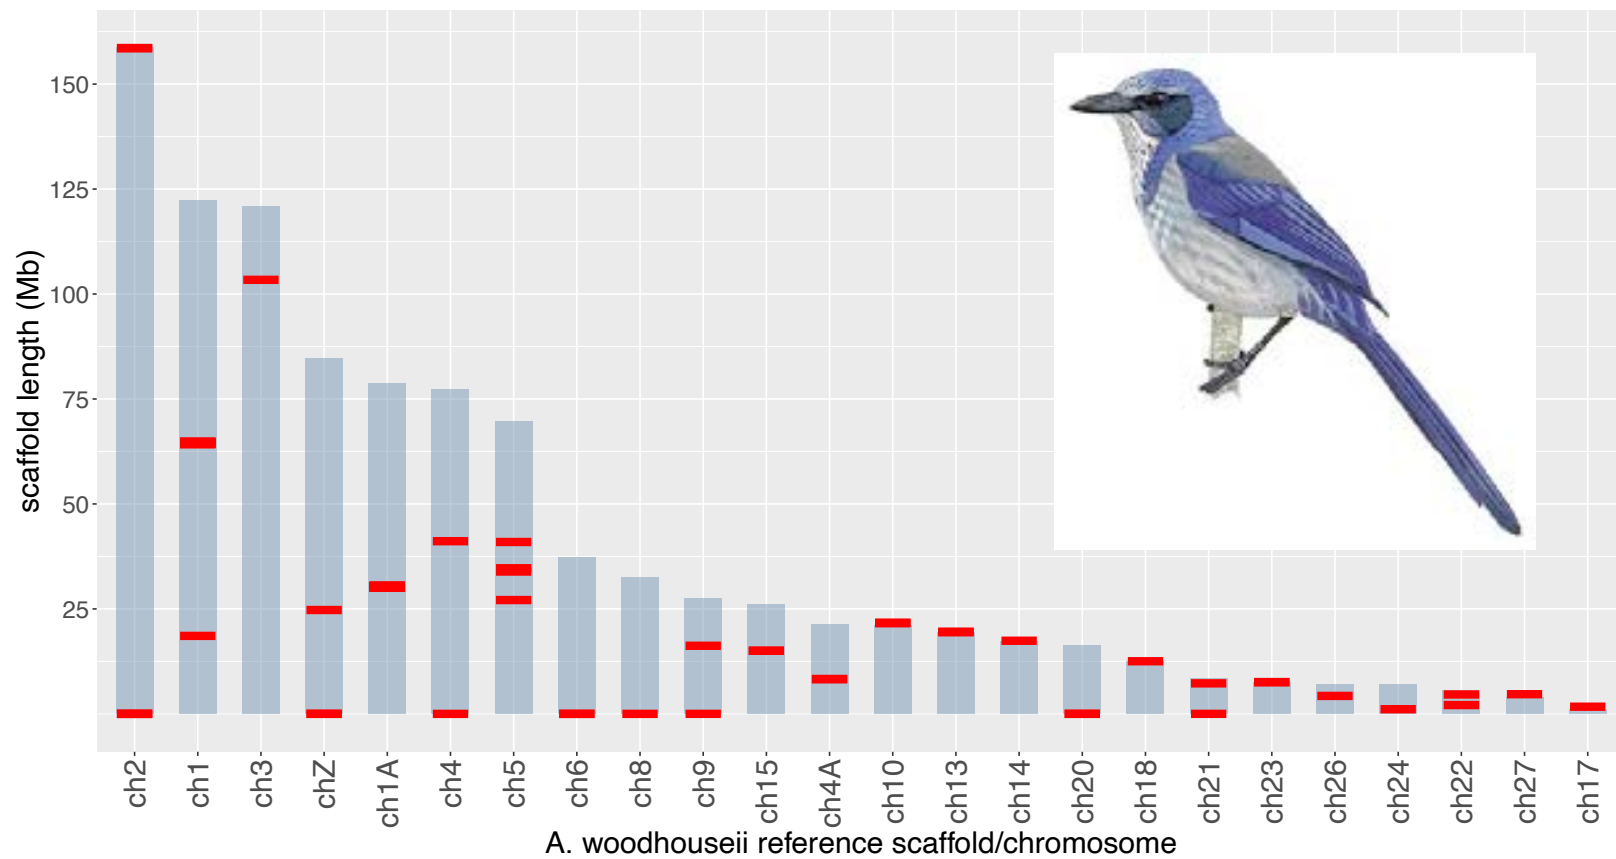 scaffold length (Mb)
150
125
100
75
50
25
ch2
ch1
ch3
chZ
ch1A
ch4
ch5
ch6
ch8
ch9
ch15
ch4A
ch10
ch13
ch14
ch20
ch18
ch21
ch23
ch26
ch24
ch22
ch27
ch17
A. woodhouseii reference scaffold/chromosome